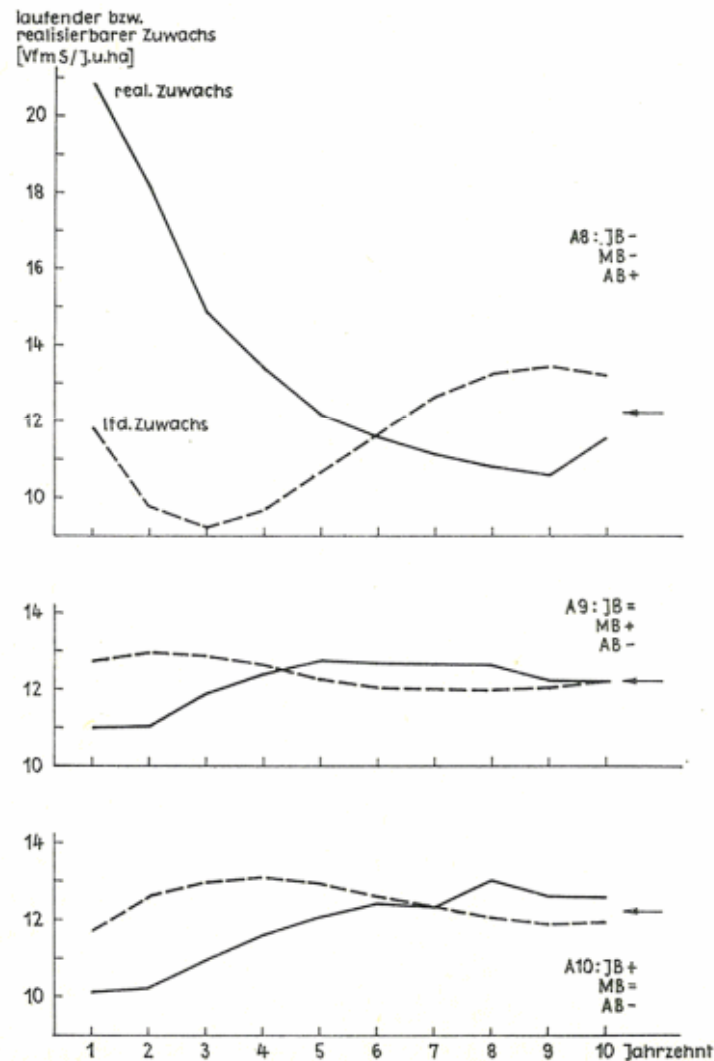 laufender bzw.
realisierbarer Zuwachs
[VfmS/J.u.ha]
real. Zuwachs
20
18
A8: JB-
MB-
AB+
16
14
12
lfd. Zuwachs
10
14
A9: JB=
MB+
AB-
12
10
14
12
A10: JB+
MB=
AB-
10
1 2 3 4 5 6 7 8 9 10 Jahrzehnt